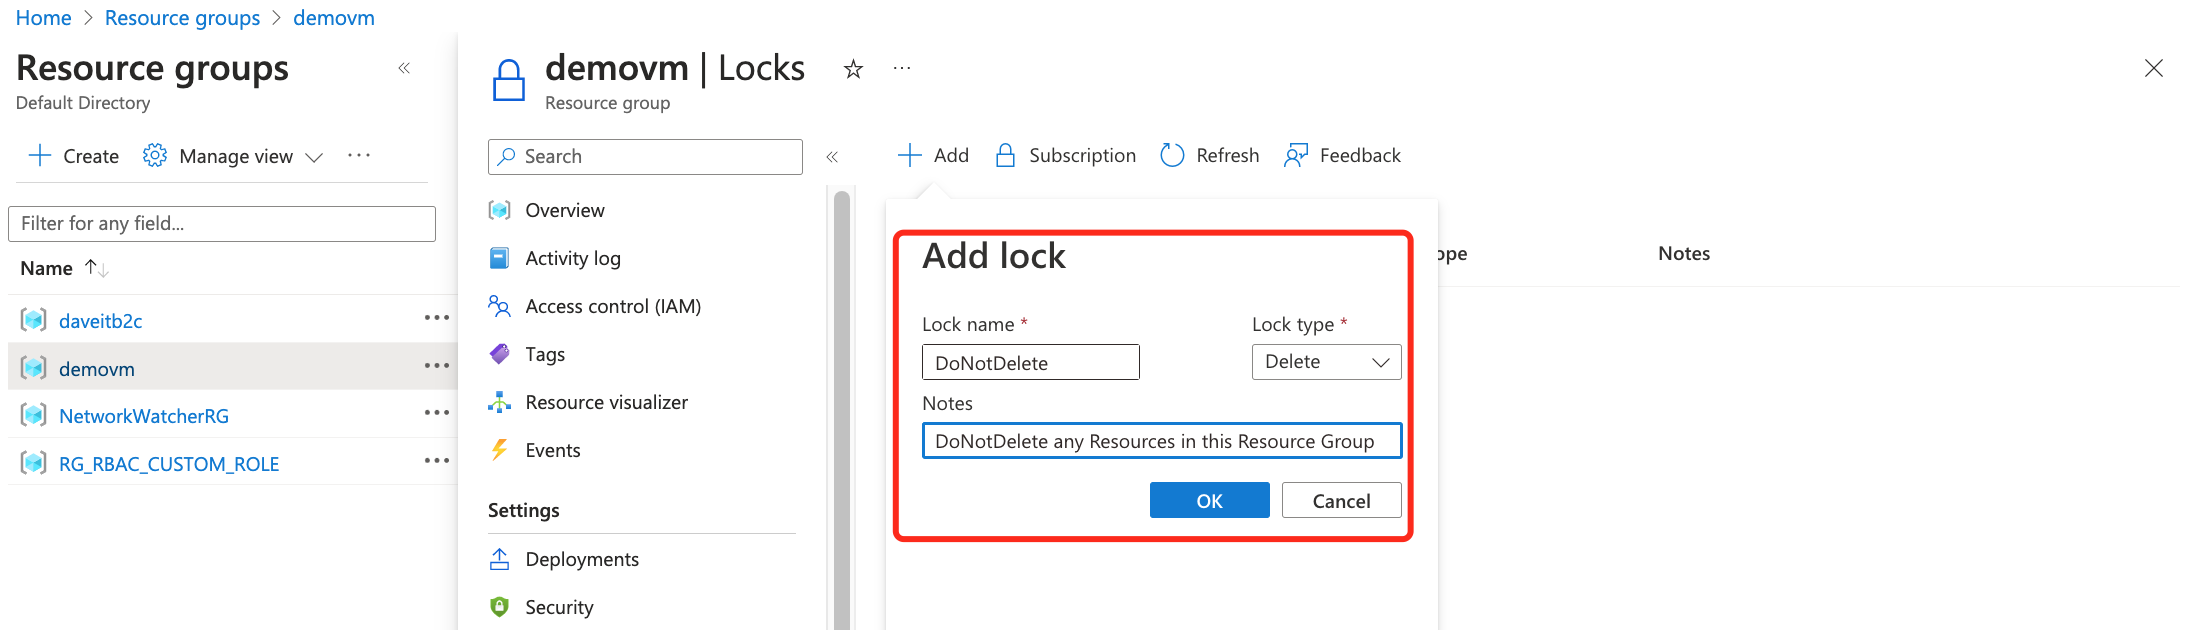 Home > Resource groups > demovm
Resource groups
Default Directory
Create Manage view
Filter for any field...
Name
daveitb2c
demovm
NetworkWatcherRG
RG_RBAC_CUSTOM_ROLE
demovm | Locks
Resource group
Search
Overview
Activity log
Access control (IAM)
Tags
Resource visualizer
Events
Settings
Deployments
Security
Add Subscription Refresh Feedback
ope Notes
Add lock
Lock name * Lock type *
DoNotDelete Delete
Notes
DoNotDelete any Resources in this Resource Group
OK Cancel